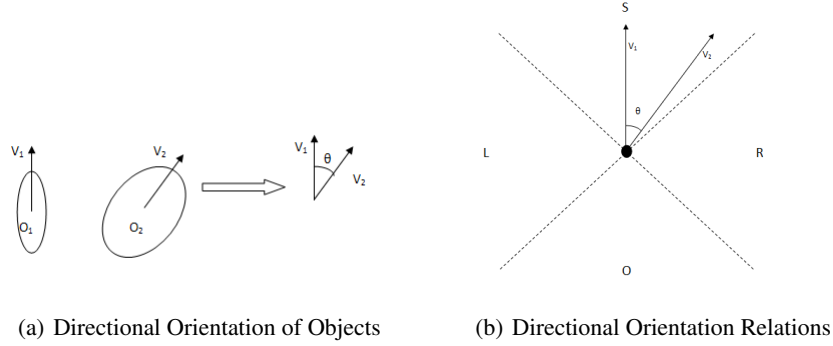 V₁
O₁
V₂
O₂
V₁
θ
V₂
S
V₁
V₂
θ
L
R
O
(a) Directional Orientation of Objects
(b) Directional Orientation Relations